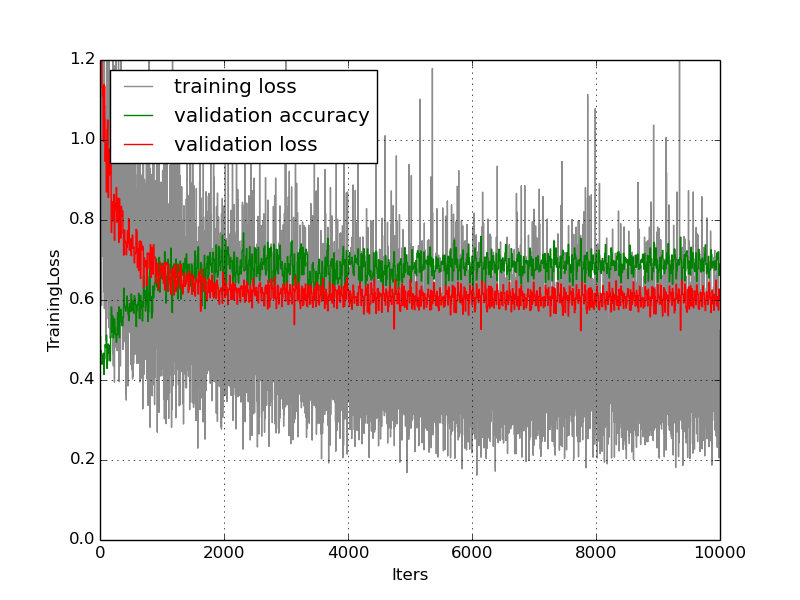 training loss
validation accuracy
validation loss
TrainingLoss
1.2
1.0
0.8
0.6
0.4
0.2
0.0
0 2000 4000 6000 8000 10000
Iters